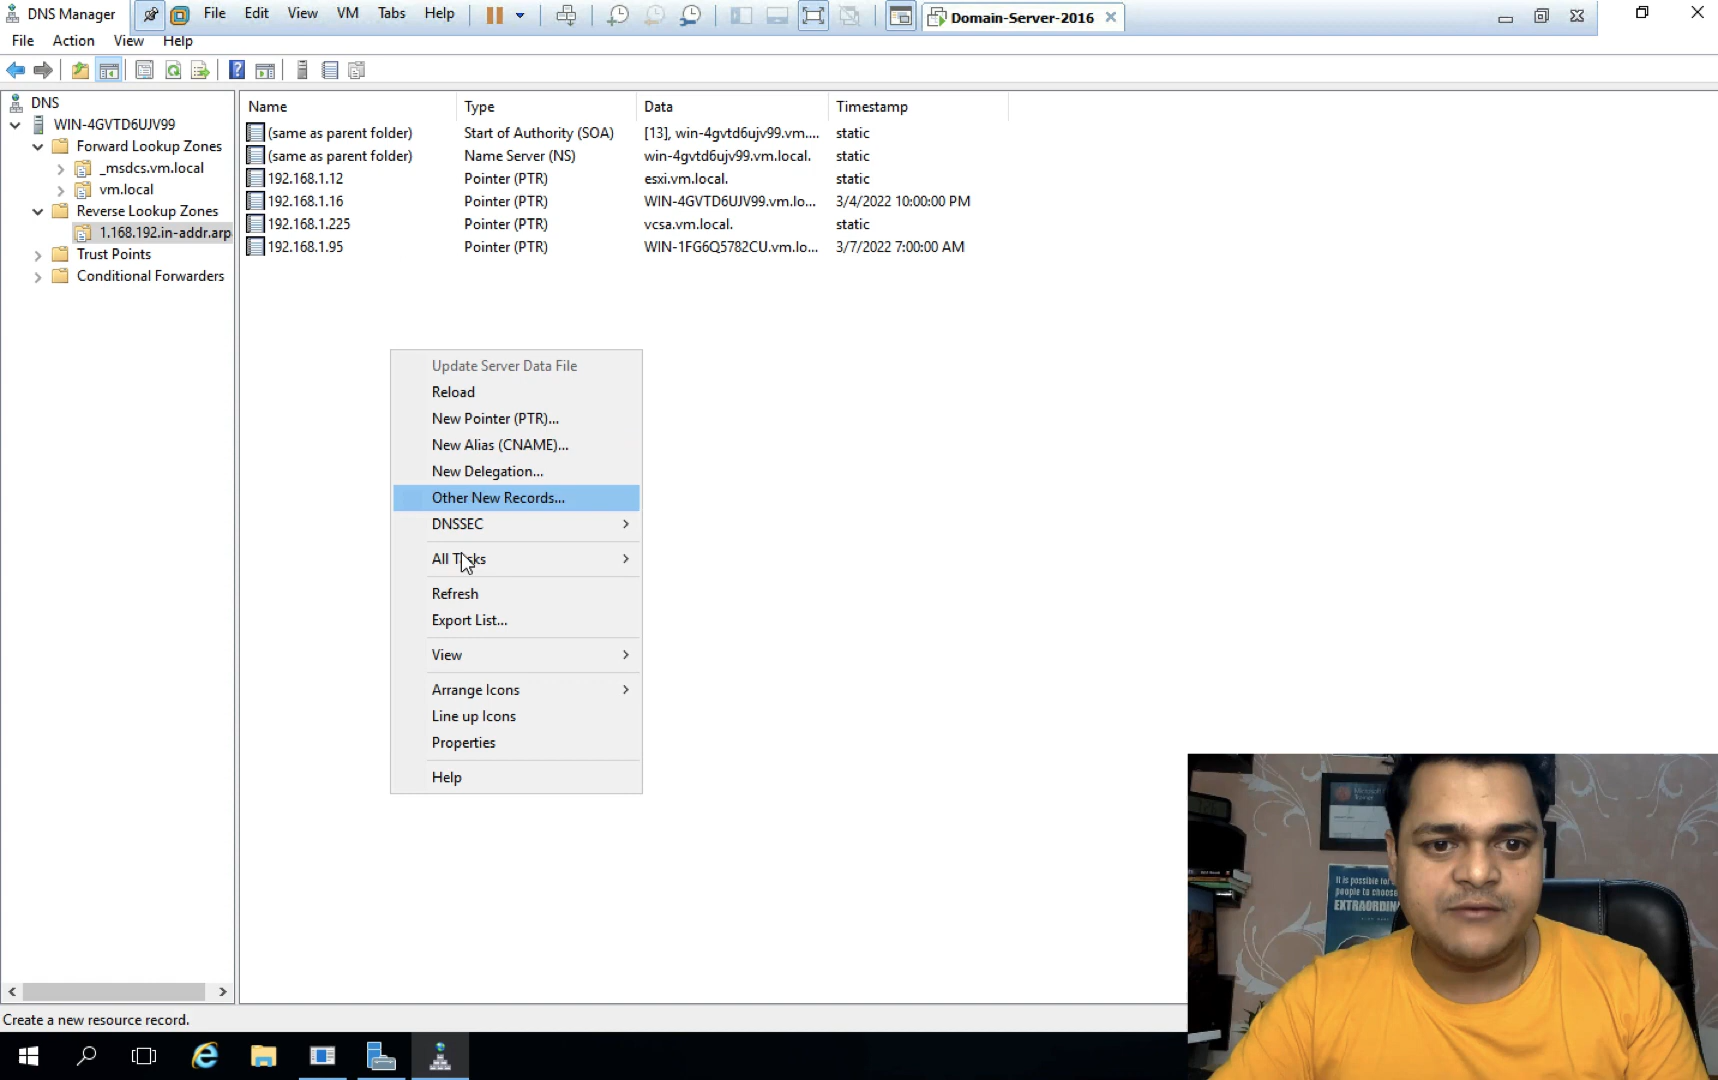 DNS Manager
File Edit View VM Tabs Help
Domain-Server-2016
File Action View Help
DNS
WIN-4GVTD6UJV99
Forward Lookup Zones
_msdcs.vm.local
vm.local
Reverse Lookup Zones
1.168.192.in-addr.arp
Trust Points
Conditional Forwarders
Name Type Data Timestamp
(same as parent folder) Start of Authority (SOA) [13], win-4gvtd6ujv99.vm.... static
(same as parent folder) Name Server (NS) win-4gvtd6ujv99.vm.local. static
192.168.1.12 Pointer (PTR) esxi.vm.local. static
192.168.1.16 Pointer (PTR) WIN-4GVTD6UJV99.vm.lo... 3/4/2022 10:00:00 PM
192.168.1.225 Pointer (PTR) vcsa.vm.local. static
192.168.1.95 Pointer (PTR) WIN-1FG6Q5782CU.vm.lo... 3/7/2022 7:00:00 AM
Update Server Data File
Reload
New Pointer (PTR)...
New Alias (CNAME)...
New Delegation...
Other New Records...
DNSSEC
All Tasks
Refresh
Export List...
View
Arrange Icons
Line up Icons
Properties
Help
It is possible for
people to choose
EXTRAORDIN
Create a new resource record.